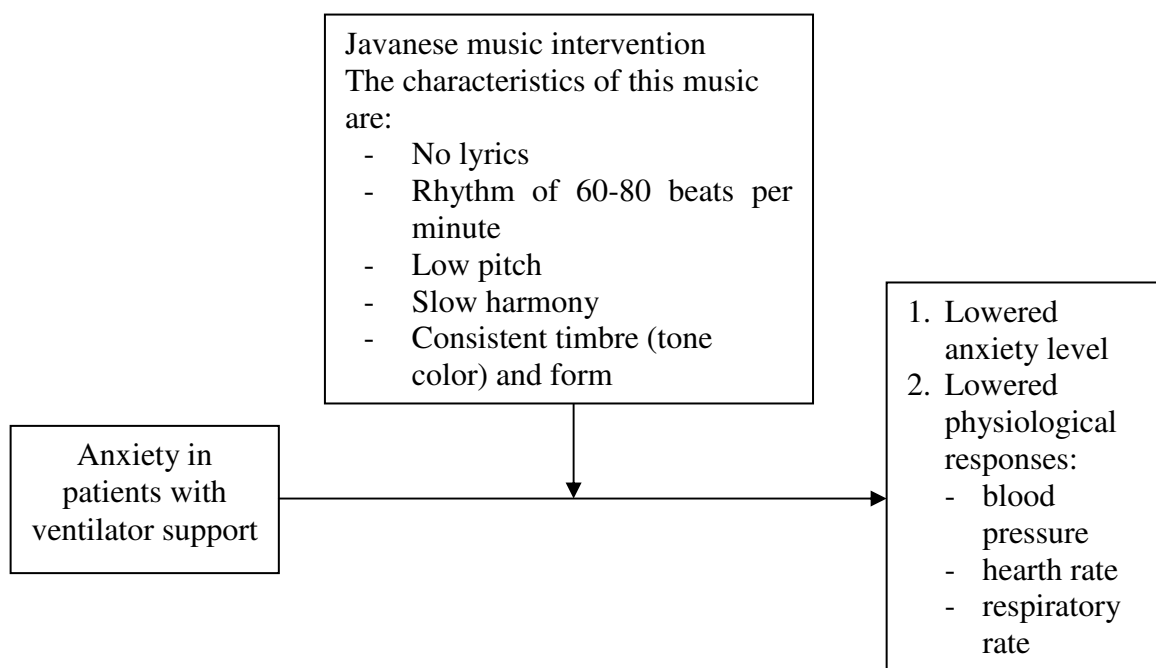 Javanese music intervention
The characteristics of this music
are:
- No lyrics
- Rhythm of 60-80 beats per
minute
- Low pitch
- Slow harmony
- Consistent timbre (tone
color) and form
Anxiety in
patients with
ventilator support
1. Lowered
anxiety level
2. Lowered
physiological
responses:
- blood
pressure
- hearth rate
- respiratory
rate